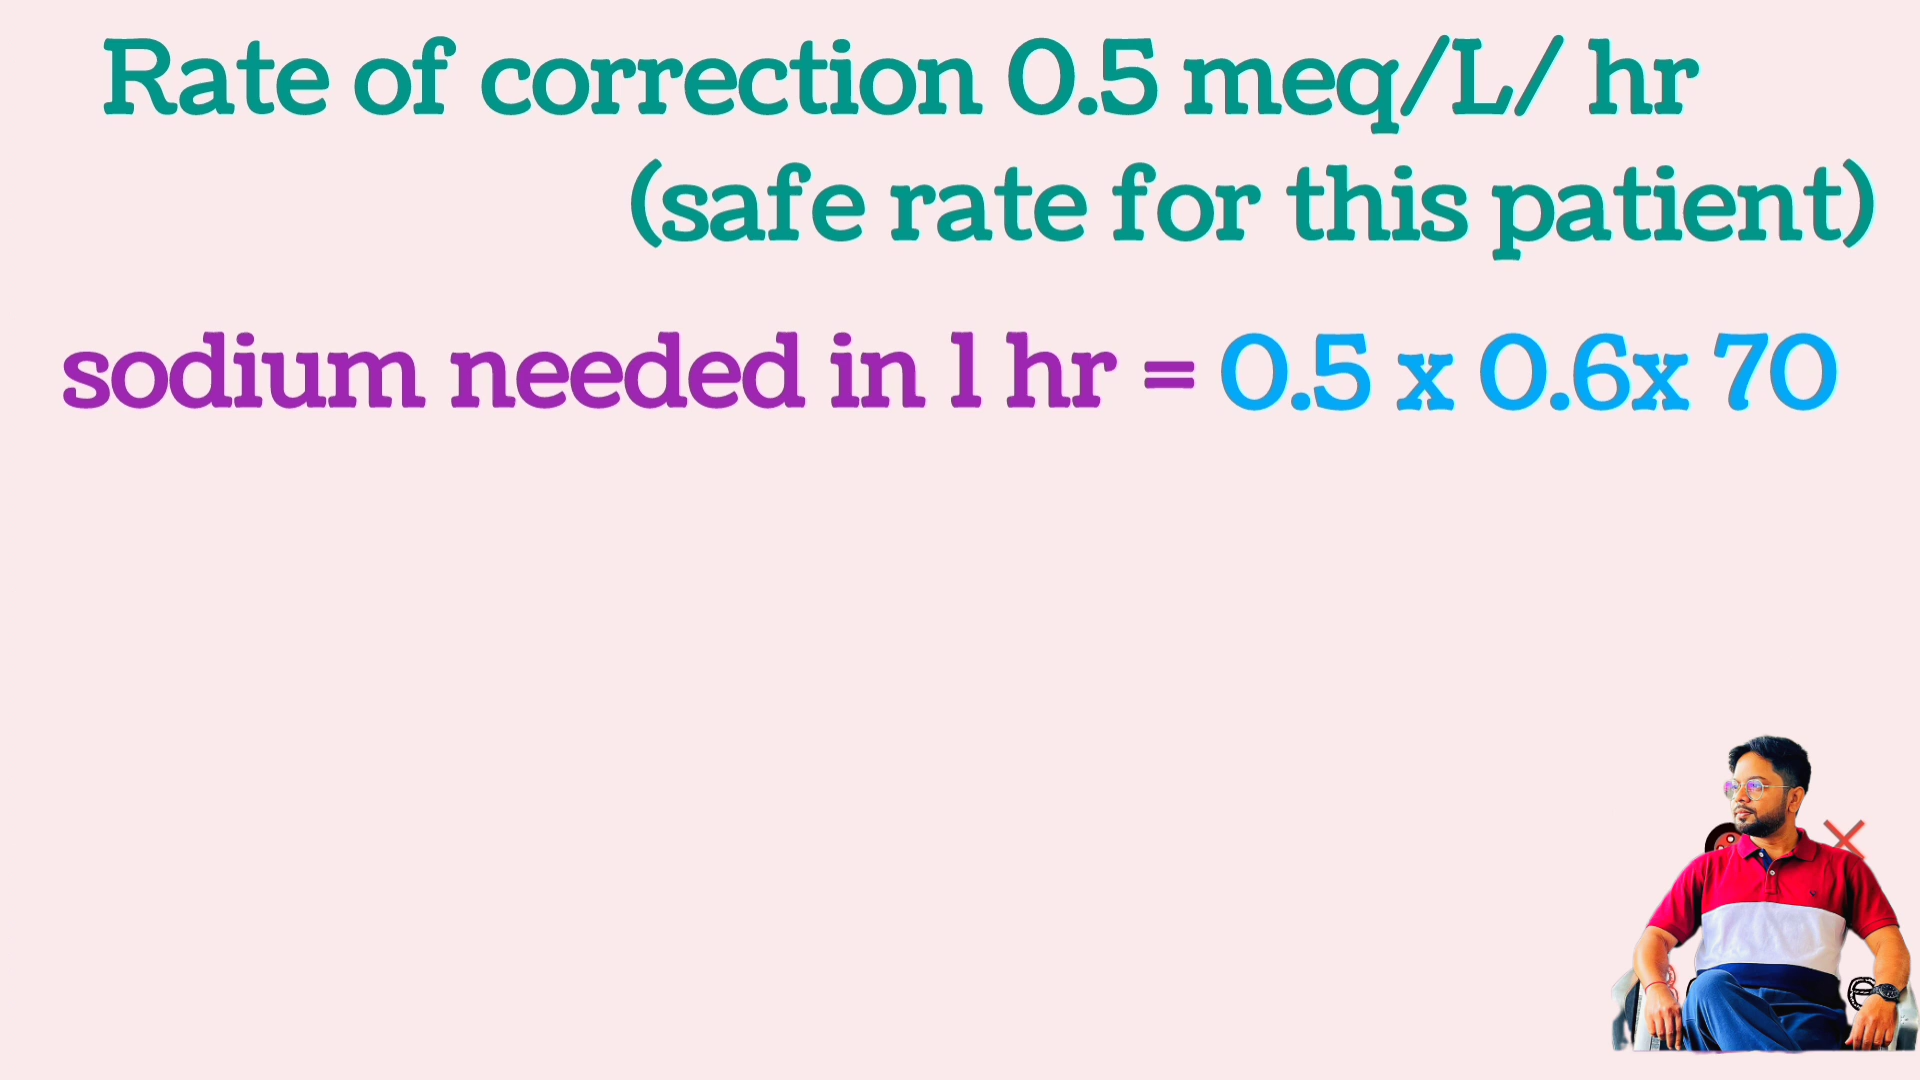 Rate of correction 0.5 meq/L/ hr
(safe rate for this patient)
sodium needed in 1 hr = 0.5 x 0.6x 70